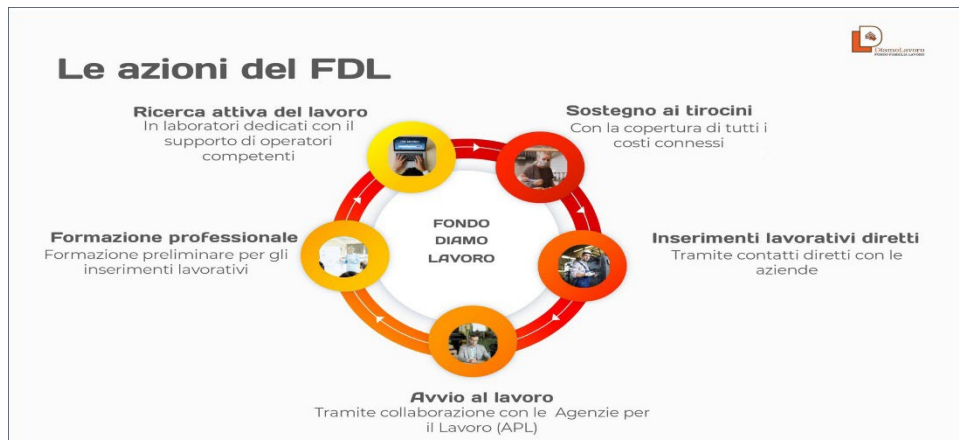 DiamoLavoro
Le azioni del FDL
Ricerca attiva del lavoro
In laboratori dedicati con il
supporto di operatori
competenti
Sostegno ai tirocini
Con la copertura di tutti i
costi connessi
Formazione professionale
Formazione preliminare per gli
inserimenti lavorativi
FONDO
DIAMO
LAVORO
Inserimenti lavorativi diretti
Tramite contatti diretti con le
aziende
Avvio al lavoro
Tramite collaborazione con le Agenzie per
il Lavoro (APL)